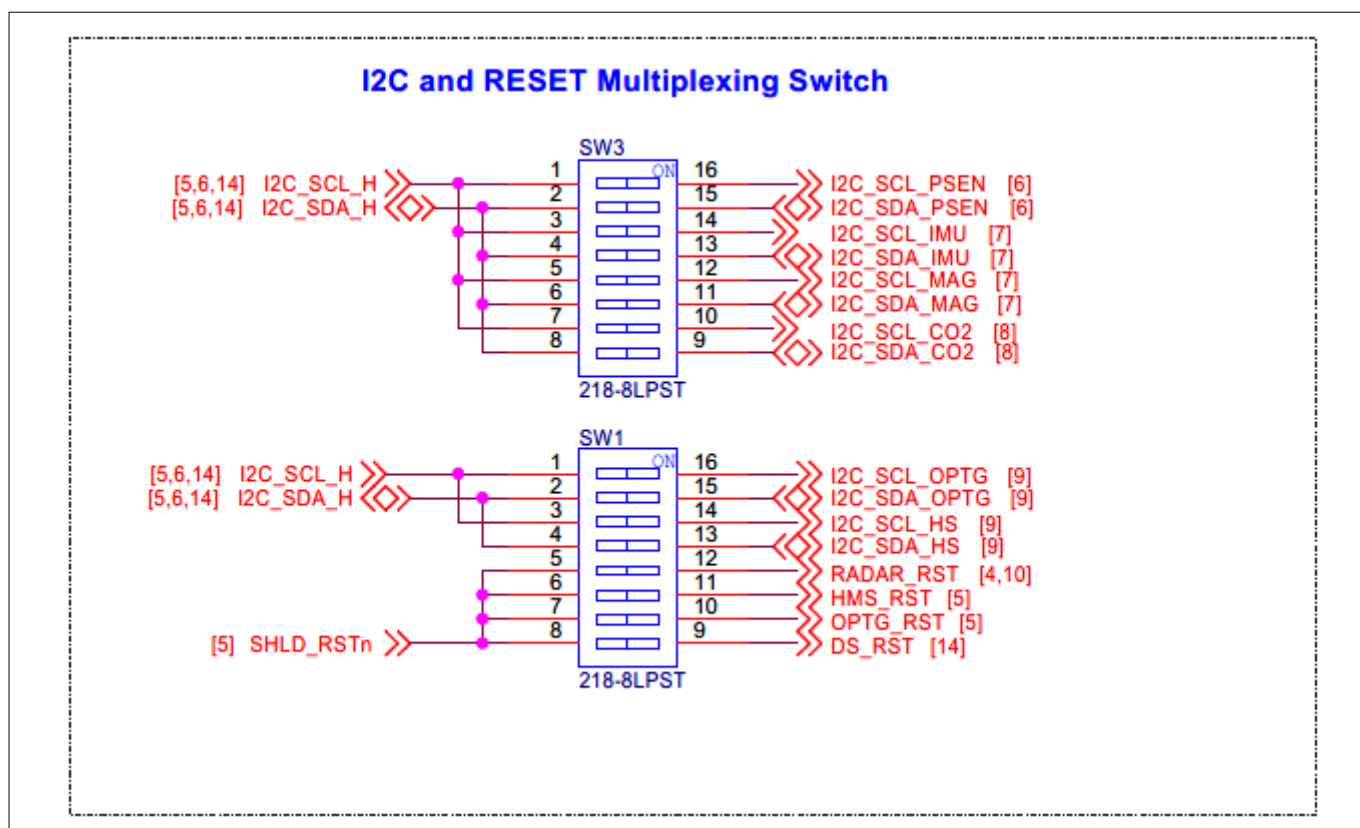 I2C and RESET Multiplexing Switch
SW3
ON
1 16
[5,6,14] I2C_SCL_H I2C_SCL_PSEN [6]
2 15
[5,6,14] I2C_SDA_H I2C_SDA_PSEN [6]
3 14
I2C_SCL_IMU [7]
4 13
I2C_SDA_IMU [7]
5 12
I2C_SCL_MAG [7]
6 11
I2C_SDA_MAG [7]
7 10
I2C_SCL_CO2 [8]
8 9
I2C_SDA_CO2 [8]
218-8LPST
SW1
ON
1 16
[5,6,14] I2C_SCL_H I2C_SCL_OPTG [9]
2 15
[5,6,14] I2C_SDA_H I2C_SDA_OPTG [9]
3 14
I2C_SCL_HS [9]
4 13
I2C_SDA_HS [9]
5 12
RADAR_RST [4,10]
6 11
HMS_RST [5]
7 10
OPTG_RST [5]
8 9
[5] SHLD_RSTn DS_RST [14]
218-8LPST